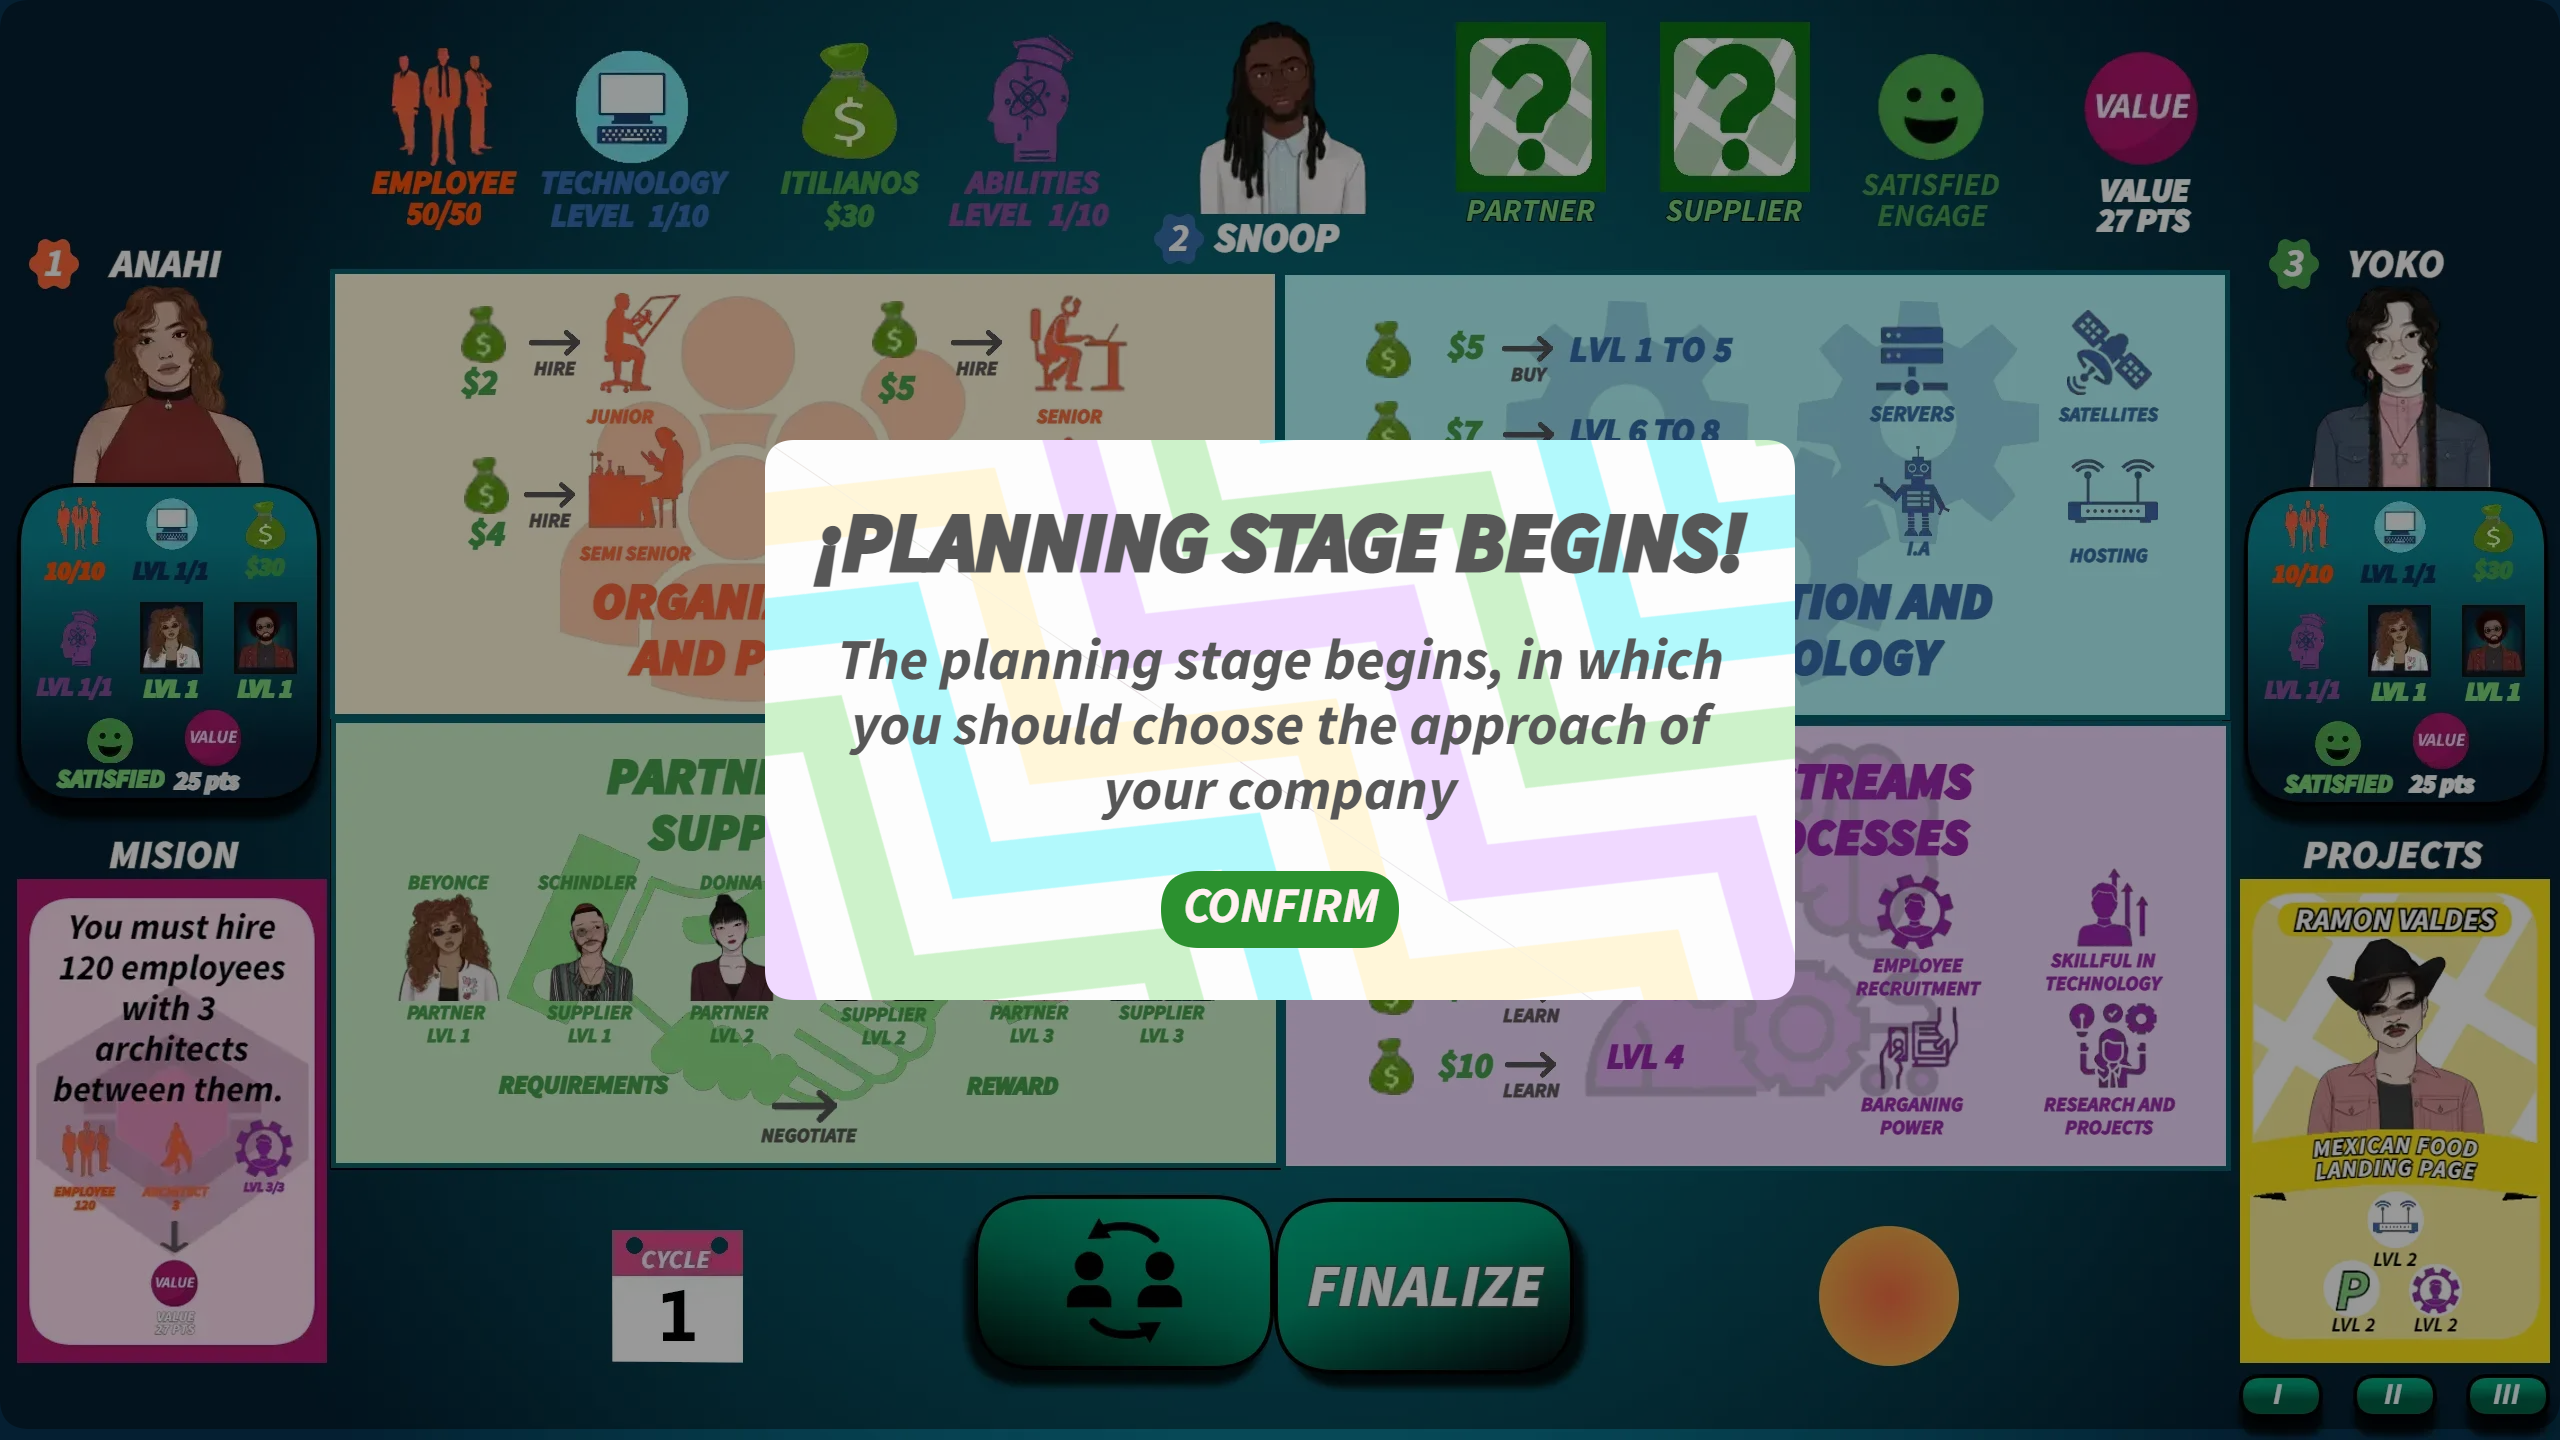 EMPLOYEE
50/50
TECHNOLOGY
LEVEL 1/10
ITILIANOS
$30
ABILITIES
LEVEL 1/10
2 SNOOP
PARTNER
SUPPLIER
SATISFIED
ENGAGE
VALUE
VALUE
27 PTS
1 ANAHI
10/10
LVL 1/1
$30
LVL 1/1
LVL 1
LVL 1
VALUE
SATISFIED
25 pts
3 YOKO
10/10
LVL 1/1
$30
LVL 1/1
LVL 1
LVL 1
VALUE
SATISFIED
25 pts
$2
HIRE
JUNIOR
$5
HIRE
SENIOR
$4
HIRE
SEMI SENIOR
ORGANI
AND P
$5
BUY
LVL 1 TO 5
$7
LVL 6 TO 8
SERVERS
SATELLITES
I.A
HOSTING
TION AND
OLOGY
¡PLANNING STAGE BEGINS!
The planning stage begins, in which
you should choose the approach of
your company
CONFIRM
PARTN
SUPP
BEYONCE
SCHINDLER
DONNA
PARTNER
LVL 1
SUPPLIER
LVL 1
PARTNER
LVL 2
SUPPLIER
LVL 2
PARTNER
LVL 3
SUPPLIER
LVL 3
REQUIREMENTS
NEGOTIATE
REWARD
TREAMS
OCESSES
EMPLOYEE
RECRUITMENT
SKILLFUL IN
TECHNOLOGY
LEARN
$10
LEARN
LVL 4
BARGANING
POWER
RESEARCH AND
PROJECTS
MISION
You must hire
120 employees
with 3
architects
between them.
EMPLOYEE
120
ARCHITECT
3
LVL 3/3
VALUE
VALUE
27 PTS
PROJECTS
RAMON VALDES
MEXICAN FOOD
LANDING PAGE
LVL 2
P
LVL 2
LVL 2
CYCLE
1
FINALIZE
I
II
III